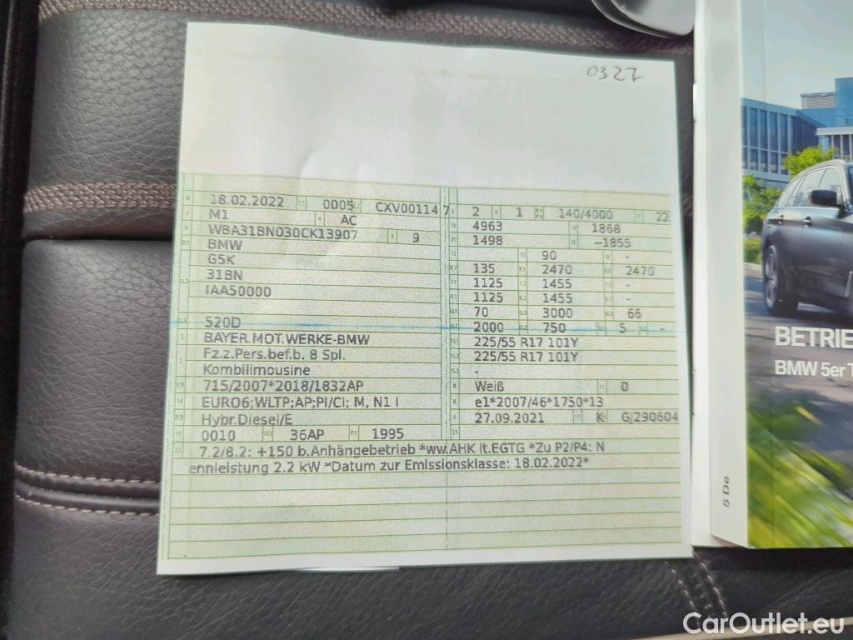 0327
18.02.2022 0005 CXV00114 7 2 1 140/4000 22
M1 AC 4963 1868
WBA31BN030CK13907 9 1498 -1855
BMW 90 -
G5K 135 2470 2470
31BN 1125 1455 -
IAA50000 1125 1455 -
70 3000 66
520D 2000 750 5 -
BAYER.MOT.WERKE-BMW 225/55 R17 101Y
Fz.z.Pers.bef.b. 8 Spl. 225/55 R17 101Y
Kombilimousine -
715/2007*2018/1832AP Weiß 0
EURO6;WLTP;AP;PI/CI; M, N1 I e1*2007/46*1750*13
Hybr.Diesel/E 27.09.2021 K GJ290604
0010 36AP 1995
7.2/8.2: +150 b.Anhängebetrieb *ww.AHK lt.EGTG *Zu P2/P4: N
ennleistung 2.2 kW *Datum zur Emissionsklasse: 18.02.2022*
BETRIE
BMW 5er T
5 De
CarOutlet.eu